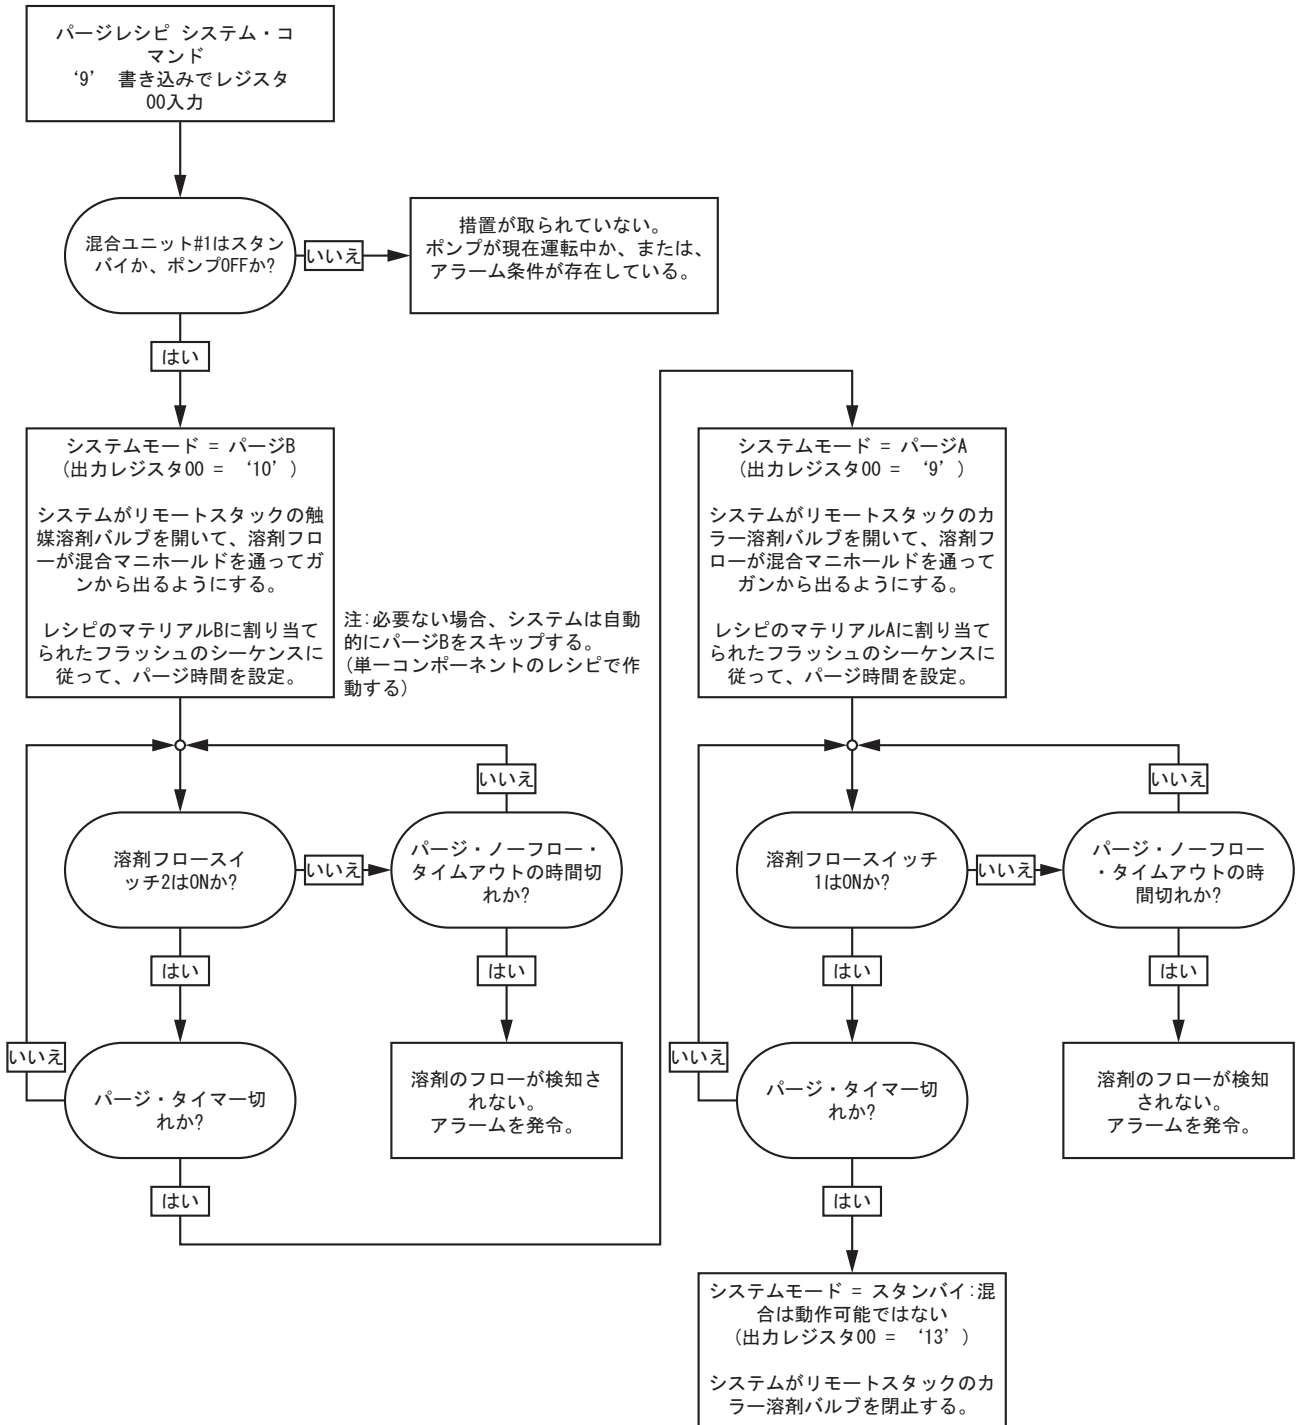 パージレシピ システム・コ
マンド
‘9’ 書き込みでレジスタ
00入力
混合ユニット#1はスタン
バイか、ポンプOFFか?
いいえ
措置が取られていない。
ポンプが現在運転中か、または、
アラーム条件が存在している。
はい
システムモード = パージB
(出力レジスタ00 = ‘10’)
システムがリモートスタックの触
媒溶剤バルブを開いて、溶剤フロ
ーが混合マニホールドを通ってガ
ンから出るようにする。
レシピのマテリアルBに割り当て
られたフラッシュのシーケンスに
従って、パージ時間を設定。
注:必要ない場合、システムは自動
的にパージBをスキップする。
(単一コンポーネントのレシピで作
動する)
いいえ
溶剤フロースイ
ッチ2はONか?
いいえ
パージ・ノーフロー・
タイムアウトの時間切
れか?
はい
はい
いいえ
パージ・タイマー切
れか?
溶剤のフローが検知さ
れない。
アラームを発令。
はい
システムモード = パージA
(出力レジスタ00 = ‘9’)
システムがリモートスタックのカ
ラー溶剤バルブを開いて、溶剤フ
ローが混合マニホールドを通って
ガンから出るようにする。
レシピのマテリアルAに割り当て
られたフラッシュのシーケンスに
従って、パージ時間を設定。
いいえ
溶剤フロースイッチ
1はONか?
いいえ
パージ・ノーフロー
・タイムアウトの時
間切れか?
はい
はい
いいえ
パージ・タイマー切
れか?
溶剤のフローが検知
されない。
アラームを発令。
はい
システムモード = スタンバイ:混
合は動作可能ではない
(出力レジスタ00 = ‘13’)
システムがリモートスタックのカ
ラー溶剤バルブを閉止する。